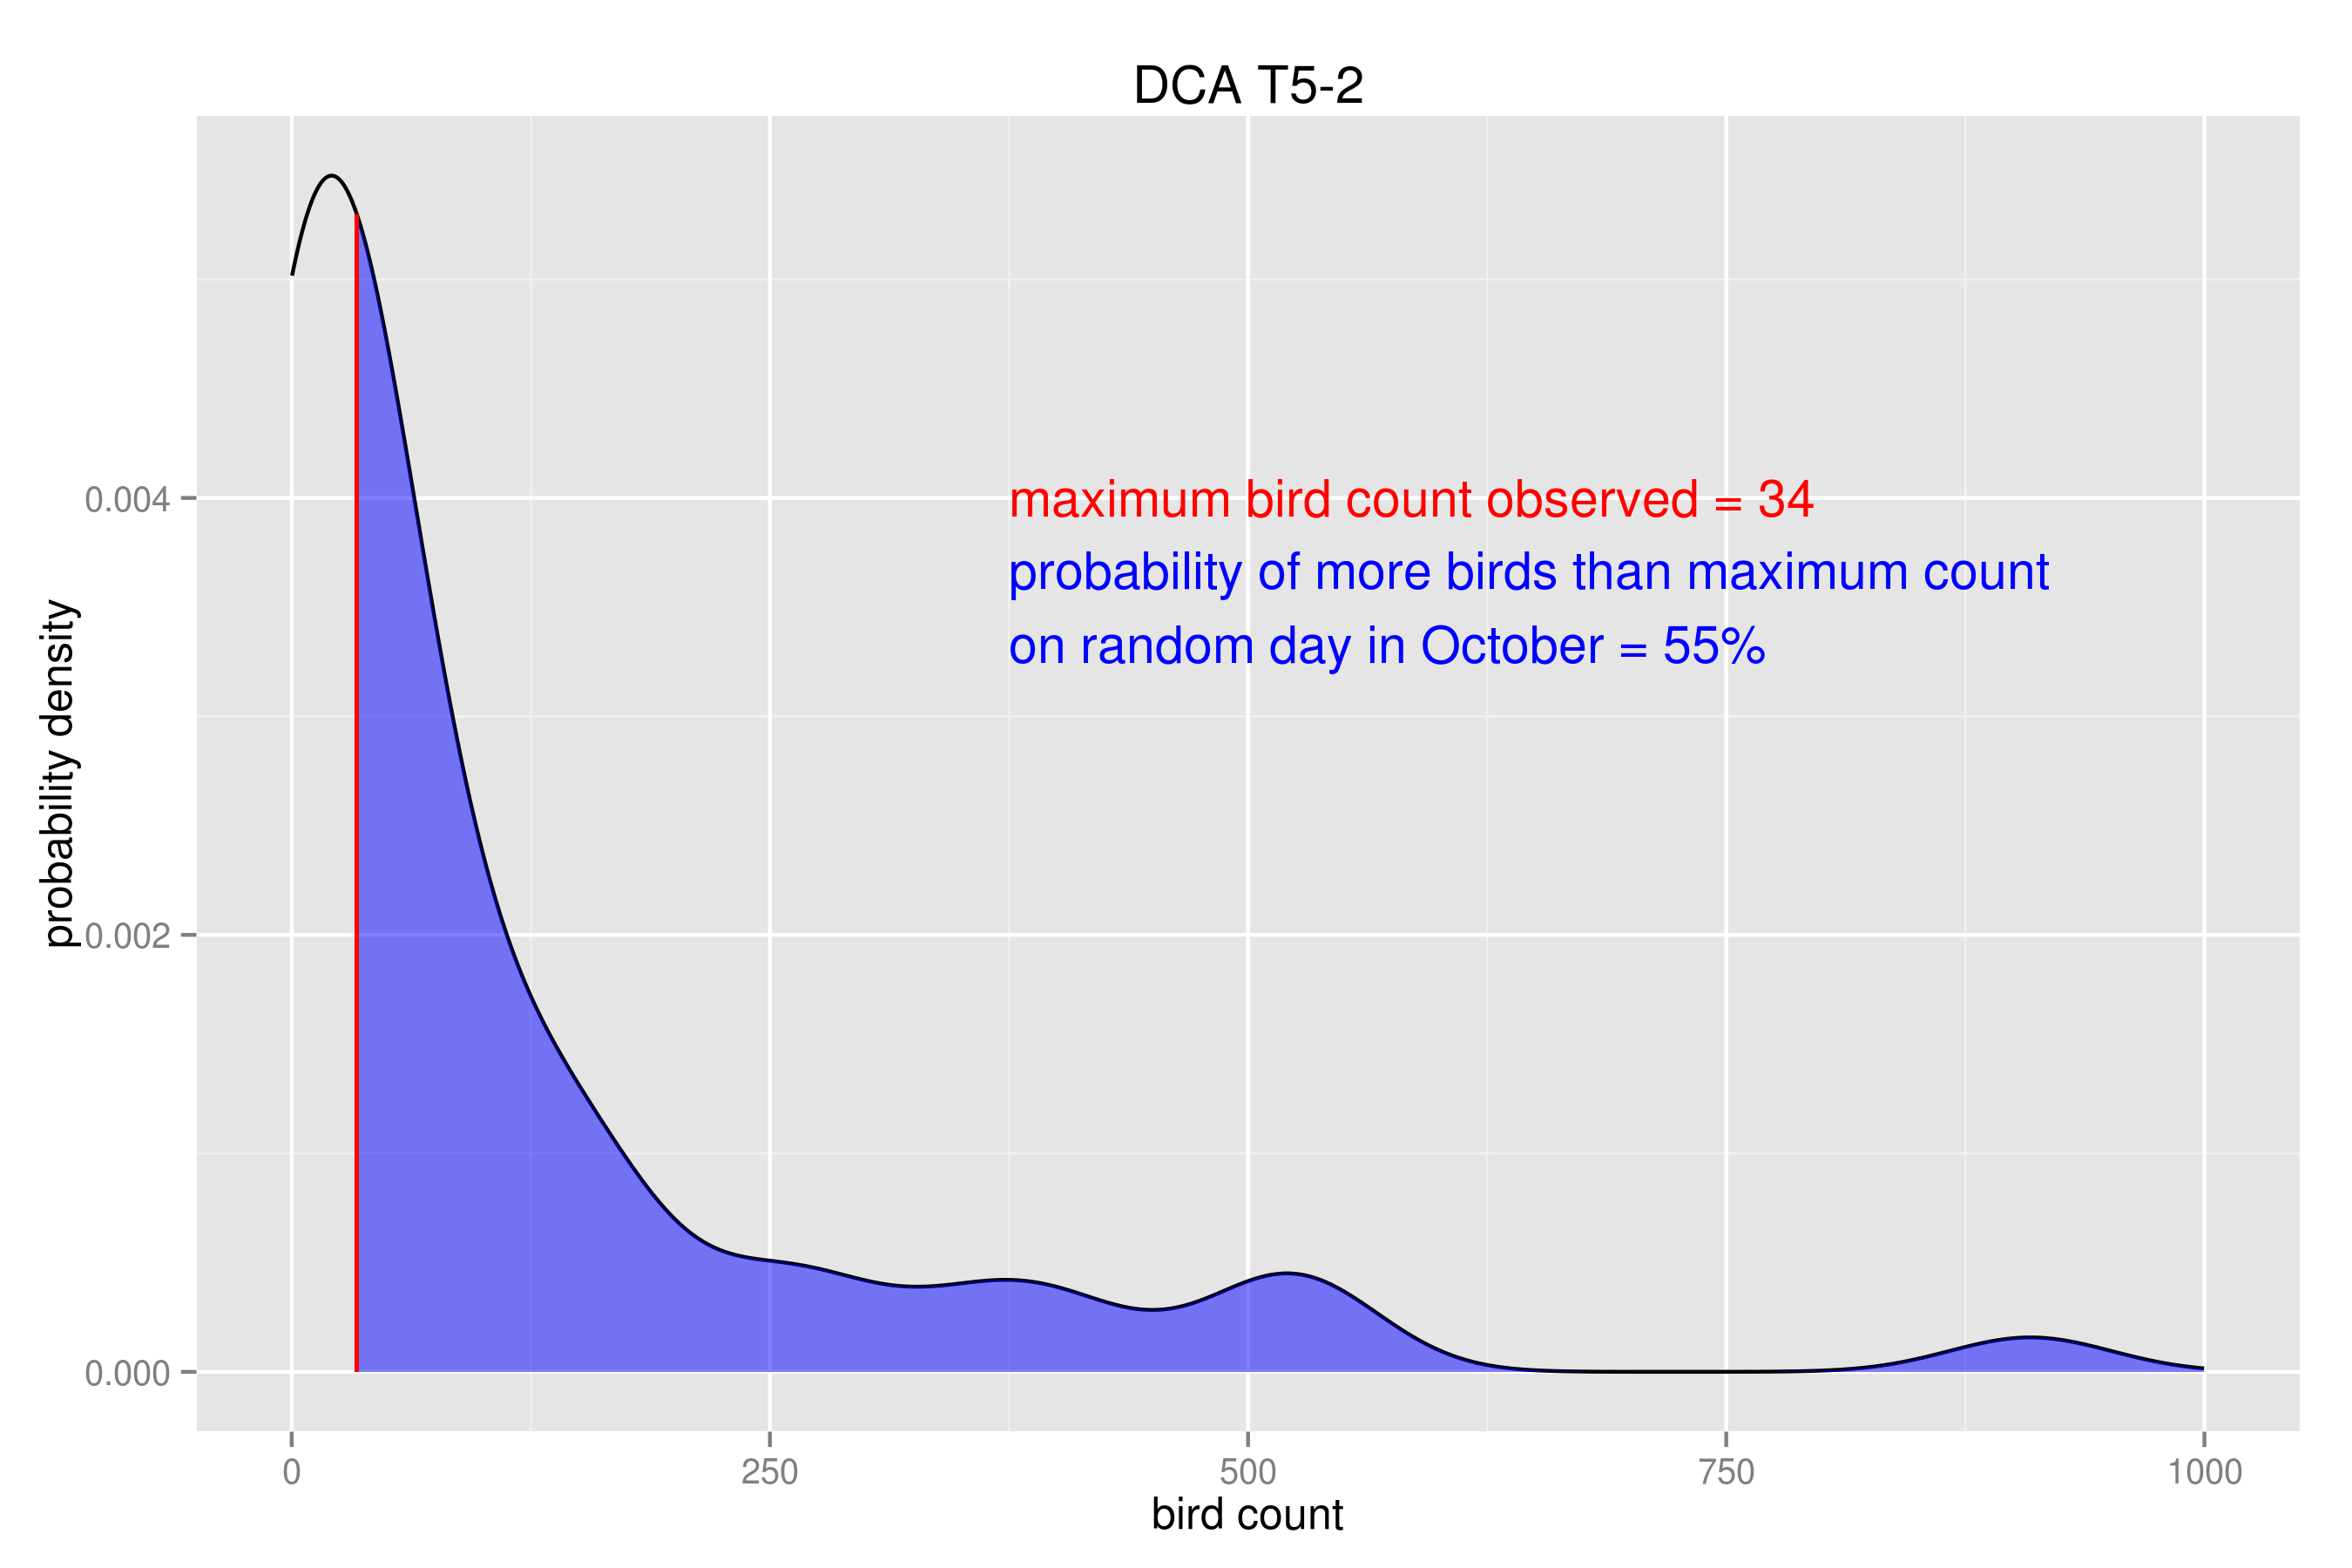 DCA T5-2
maximum bird count observed = 34
probability of more birds than maximum count
on random day in October = 55%
probability density
0.004
0.002
0.000
0
250
500
750
1000
bird count